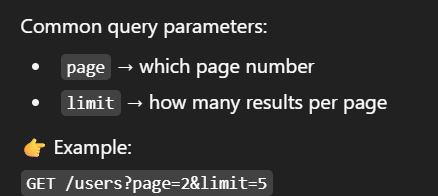 Common query parameters:
• page → which page number
• limit → how many results per page
👉 Example:
GET /users?page=2&limit=5